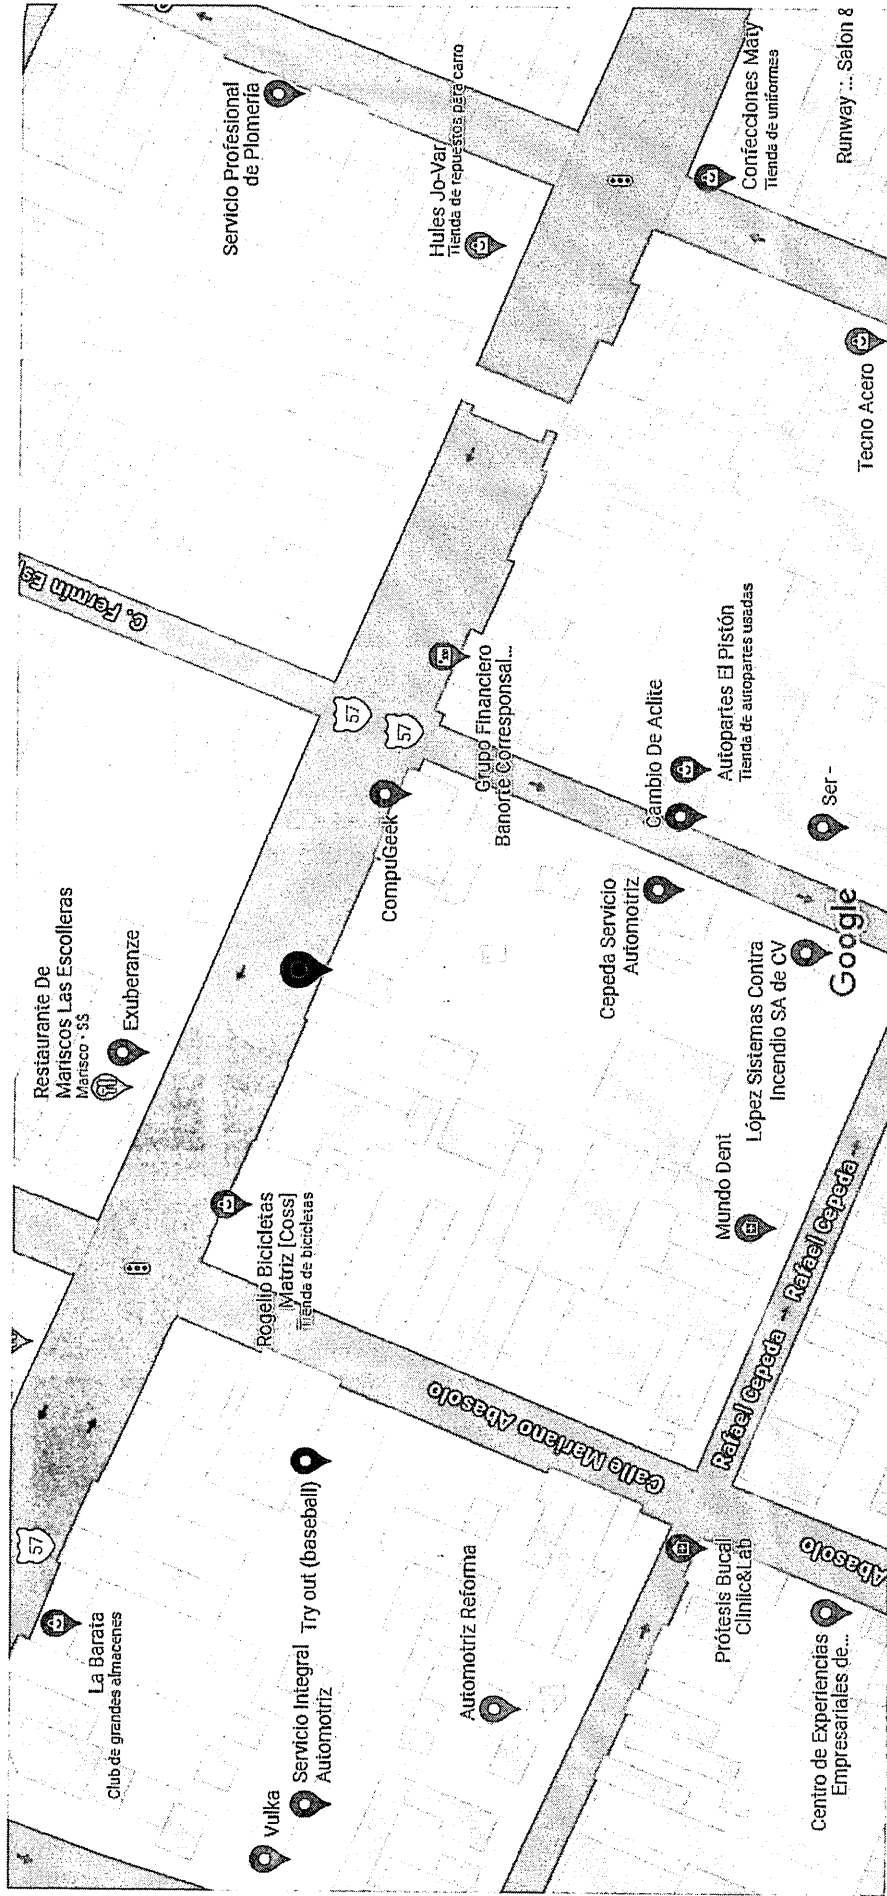 Vulka
Servicio Integral
Automotriz
La Barata
Club de grandes almacenes
57
Try out (baseball)
Automotriz Reforma
Centro de Experiencias
Empresariales de...
Prótesis Bucal
Clinlic&Lab
Abasolo
Calle Mariano Abasolo
Rogelio Bicicletas
Matriz [Coss]
Tienda de bicicletas
Restaurante De
Mariscos Las Escolleras
Marisco · $$
Exuberanze
Mundo Dent
Rafael Cepeda
Rafael Cepeda
López Sistemas Contra
Incendio SA de CV
Google
Cepeda Servicio
Automotriz
CompuGeek
57
57
Grupo Financiero
Banorte Corresponsal...
Cambio De Aciite
Autopartes El Pistón
Tienda de autopartes usadas
Ser -
C. Fermín Es
Servicio Profesional
de Plomería
Hules Jo-Var
Tienda de repuestos para carro
Tecno Acero
Confecciones Maty
Tienda de uniformes
Runway ... Salon &